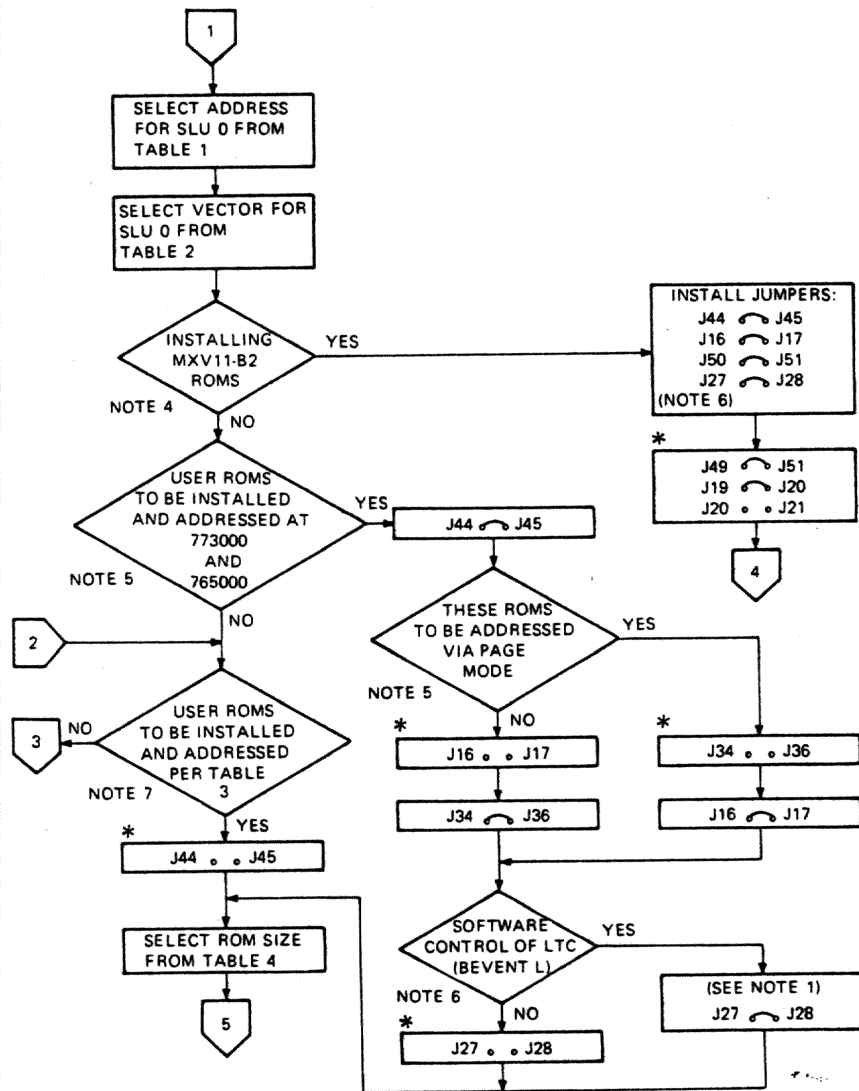 1
SELECT ADDRESS
FOR SLU 0 FROM
TABLE 1
SELECT VECTOR FOR
SLU 0 FROM
TABLE 2
INSTALLING
MXV11-B2
ROMS
YES
NOTE 4
NO
INSTALL JUMPERS:
J44 J45
J16 J17
J50 J51
J27 J28
(NOTE 6)
*
J49 J51
J19 J20
J20 J21
4
USER ROMS
TO BE INSTALLED
AND ADDRESSED AT
773000
AND
765000
YES
NOTE 5
NO
J44 J45
THESE ROMS
TO BE ADDRESSED
VIA PAGE
MODE
YES
NOTE 5
NO
2
USER ROMS
TO BE INSTALLED
AND ADDRESSED
PER TABLE
3
NO
3
NOTE 7
YES
*
J44 J45
SELECT ROM SIZE
FROM TABLE 4
5
*
J16 J17
J34 J36
*
J34 J36
J16 J17
SOFTWARE
CONTROL OF LTC
(BEVENT L)
YES
NOTE 6
NO
*
J27 J28
(SEE NOTE 1)
J27 J28